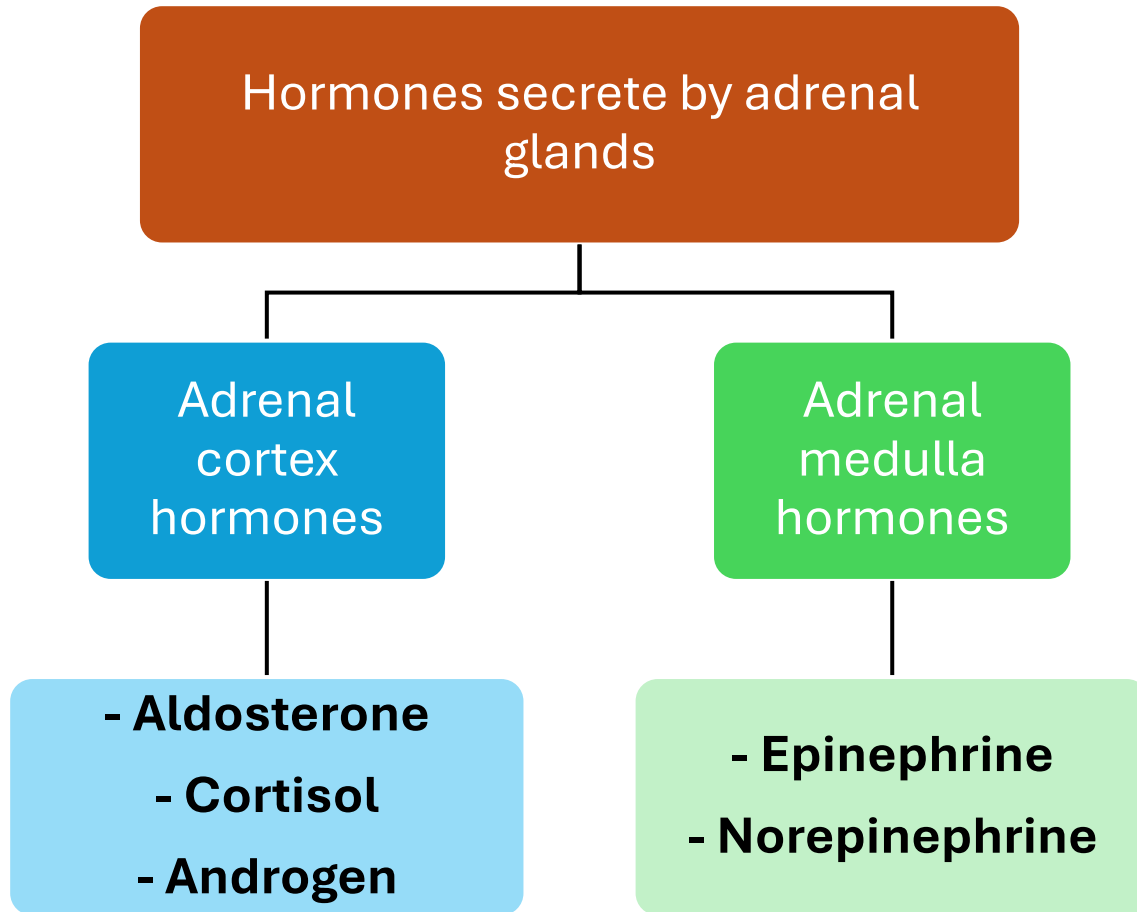 Hormones secrete by adrenal
glands
Adrenal
cortex
hormones
Adrenal
medulla
hormones
- Aldosterone
- Cortisol
- Androgen
- Epinephrine
- Norepinephrine